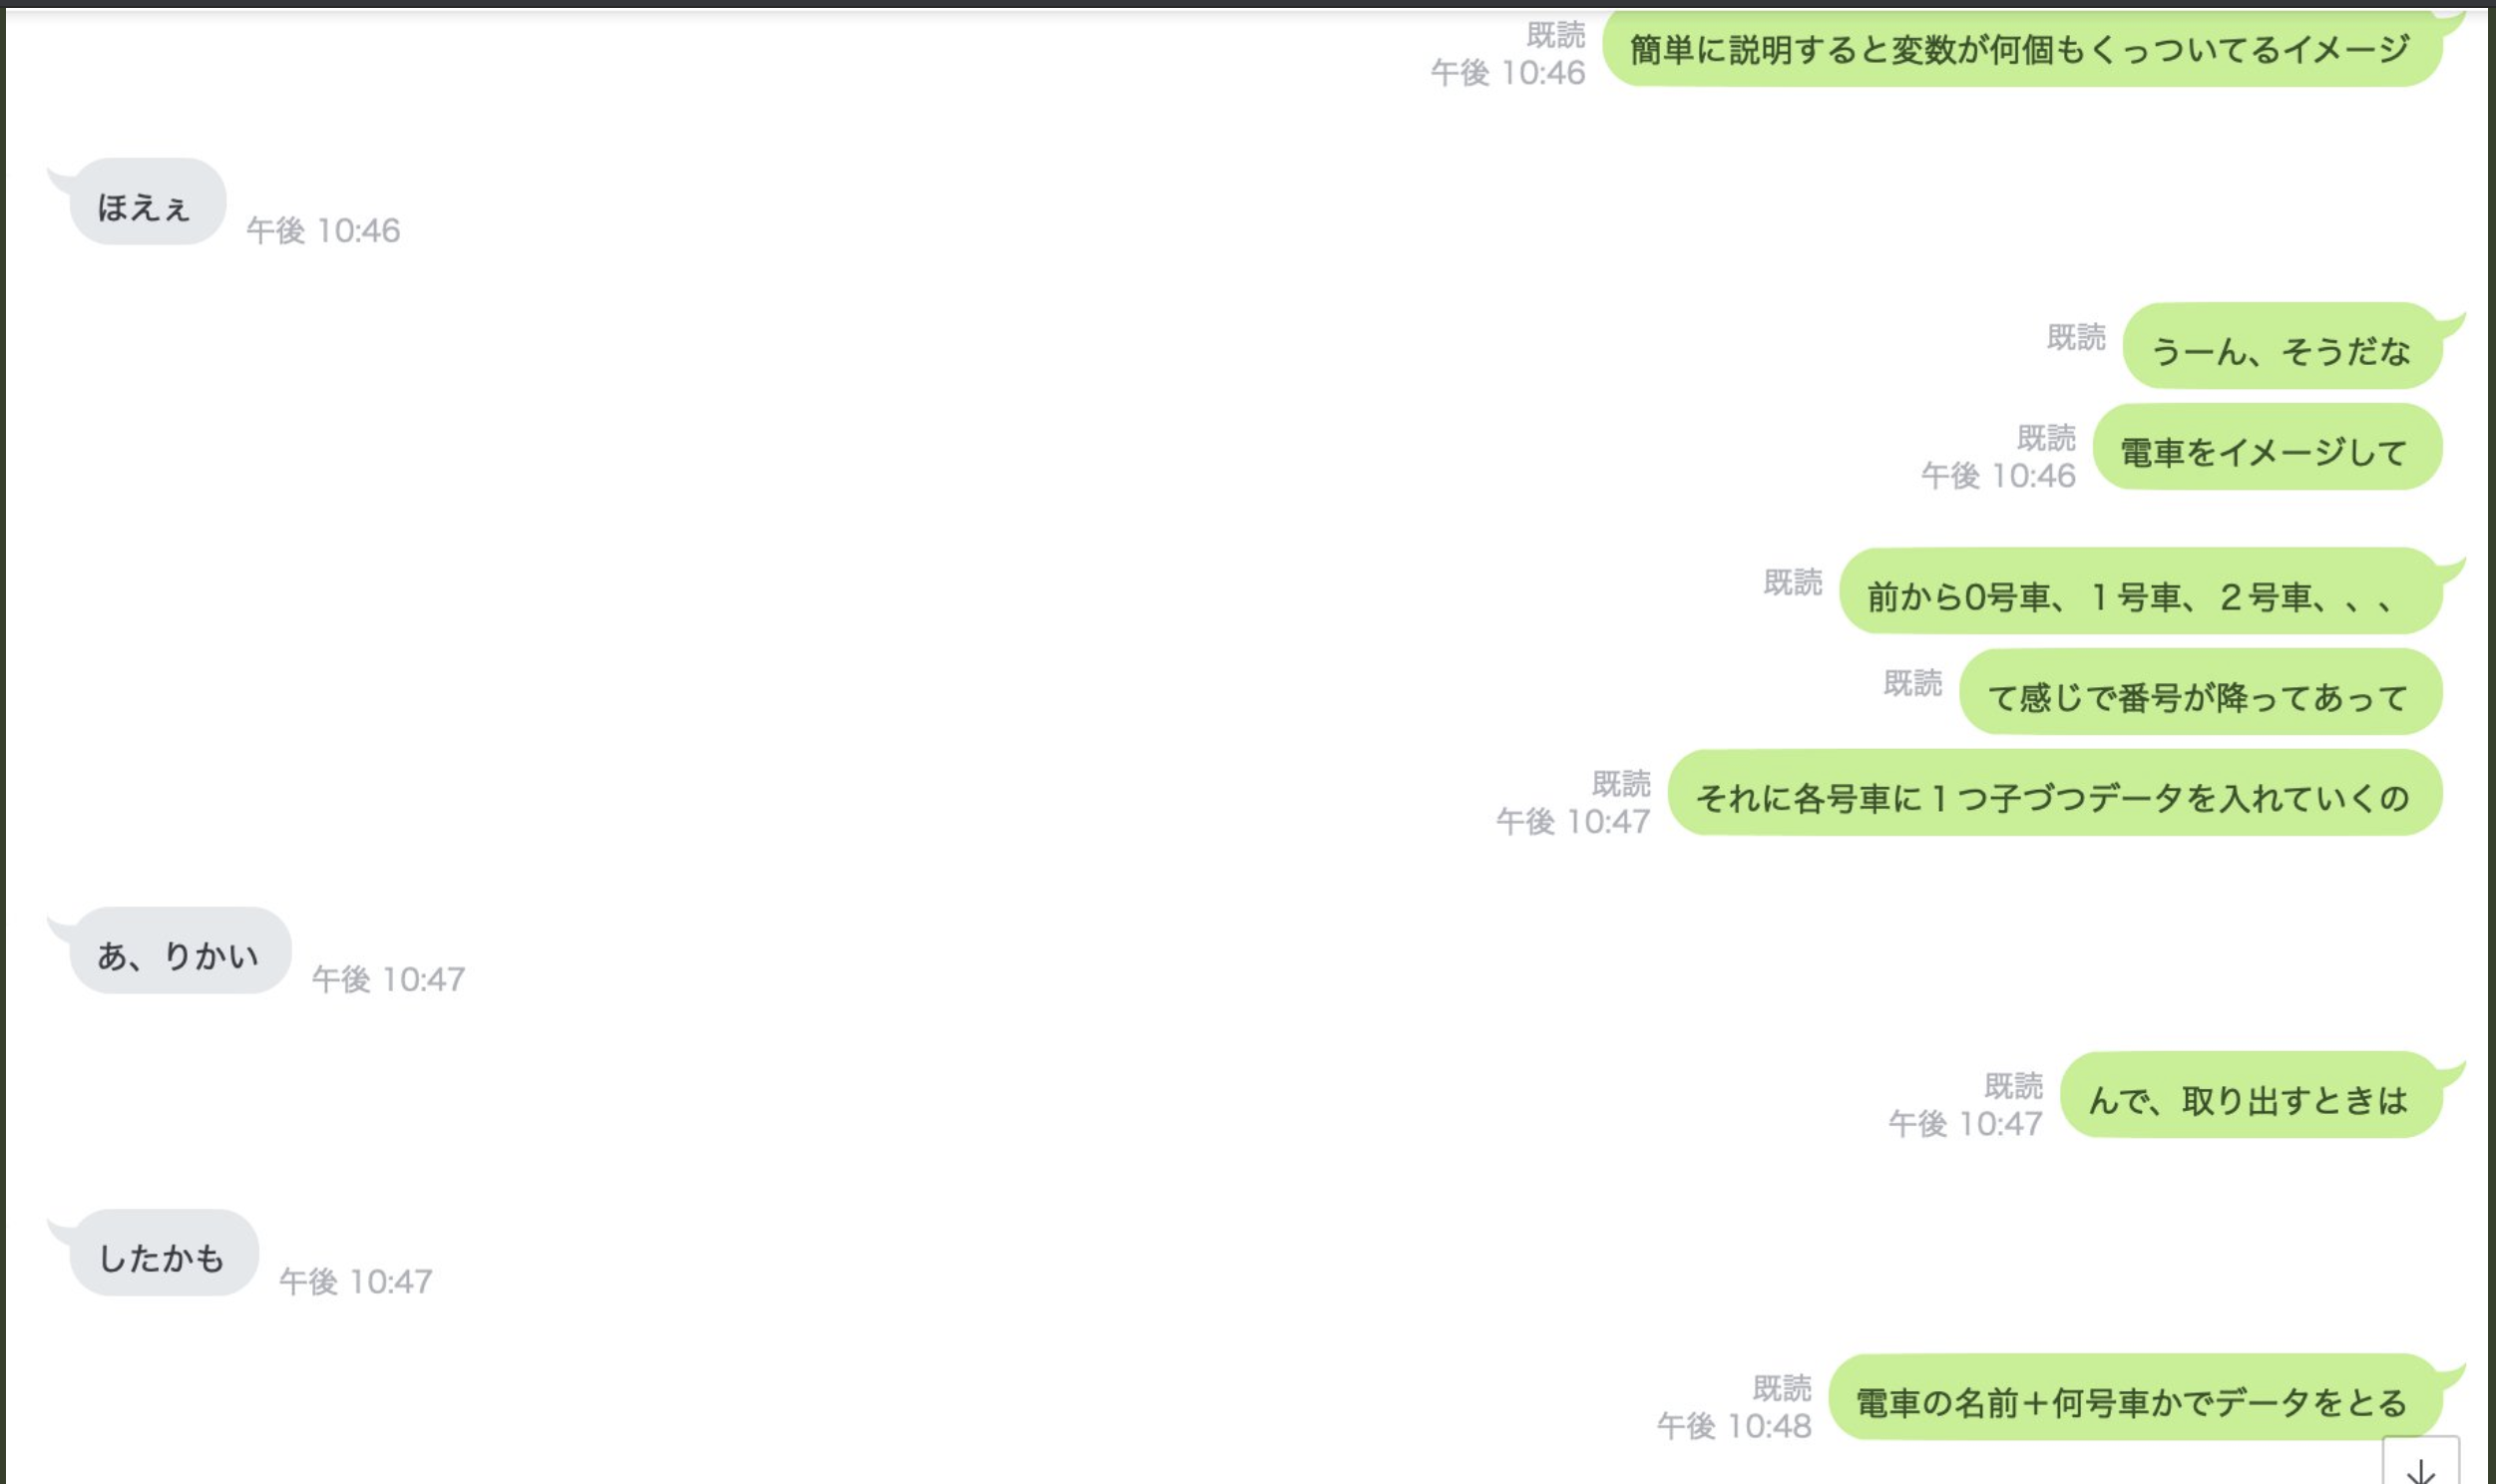 簡単に説明すると変数が何個もくっついてるイメージ
既読
午後 10:46
ほえぇ
午後 10:46
うーん、そうだな
既読
電車をイメージして
既読
午後 10:46
前から0号車、１号車、２号車、、、
既読
て感じで番号が降ってあって
既読
それに各号車に１つ子づつデータを入れていくの
既読
午後 10:47
あ、りかい
午後 10:47
んで、取り出すときは
既読
午後 10:47
したかも
午後 10:47
電車の名前＋何号車かでデータをとる
既読
午後 10:48